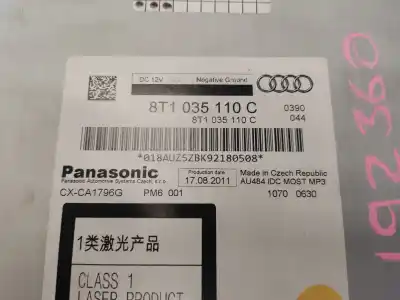 DC 12V Negative Ground
8T1 035 110 C 0390
8T1 035 110 C 044
*018AUZ5ZBK92180508*
Panasonic Production date Made in Czech Republic
Panasonic Automotive Systems Czech, s.r.o. 17.08.2011 AU484 IDC MOST MP3
CX-CA1796G PM6 001 1070 0630
1类激光产品
CLASS 1
LASER PRODUCT
192360